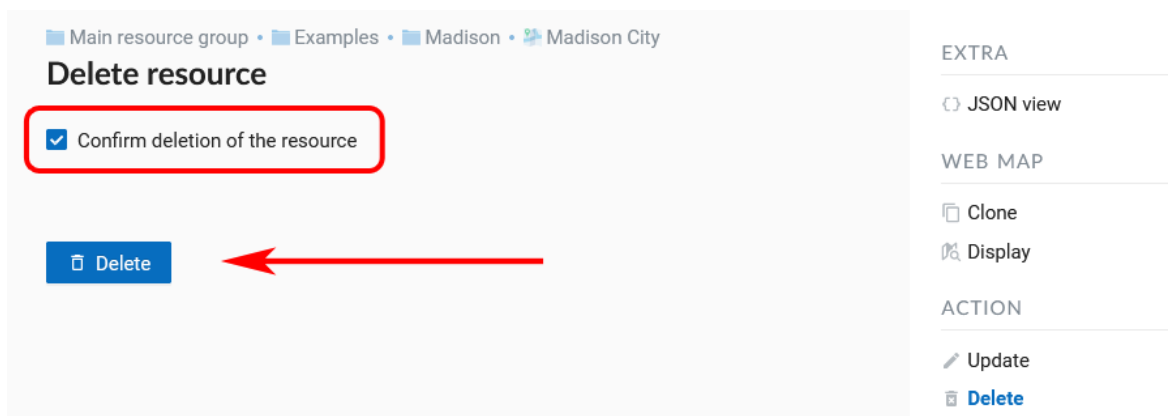 Main resource group • Examples • Madison • Madison City
Delete resource
Confirm deletion of the resource
Delete
EXTRA
JSON view
WEB MAP
Clone
Display
ACTION
Update
Delete